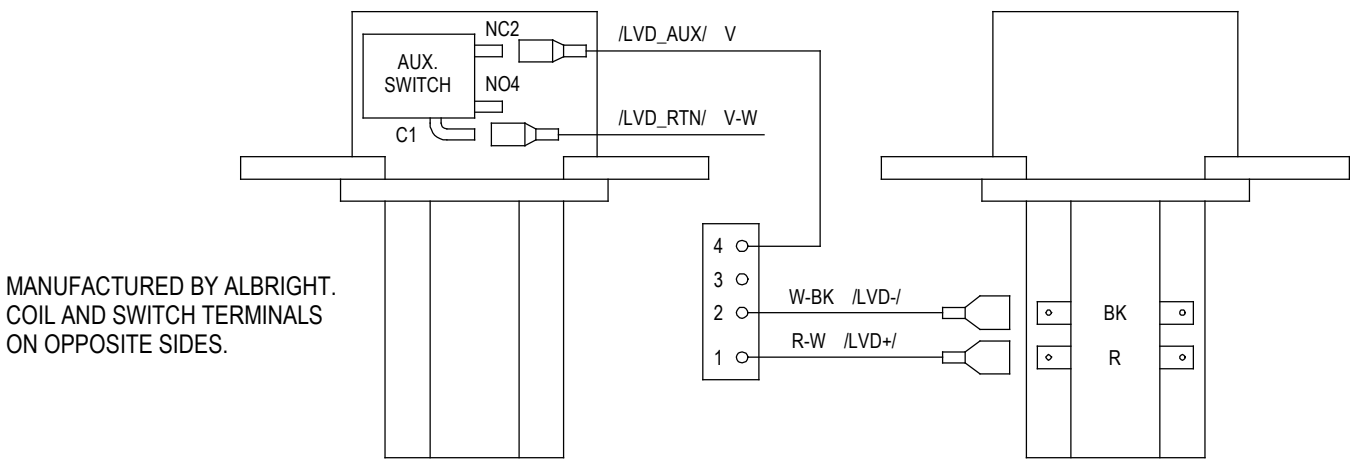 NC2
/LVD_AUX/ V
AUX.
SWITCH
NO4
/LVD_RTN/ V-W
C1
MANUFACTURED BY ALBRIGHT.
COIL AND SWITCH TERMINALS
ON OPPOSITE SIDES.
4
3
2
W-BK /LVD-/
BK
1
R-W /LVD+/
R